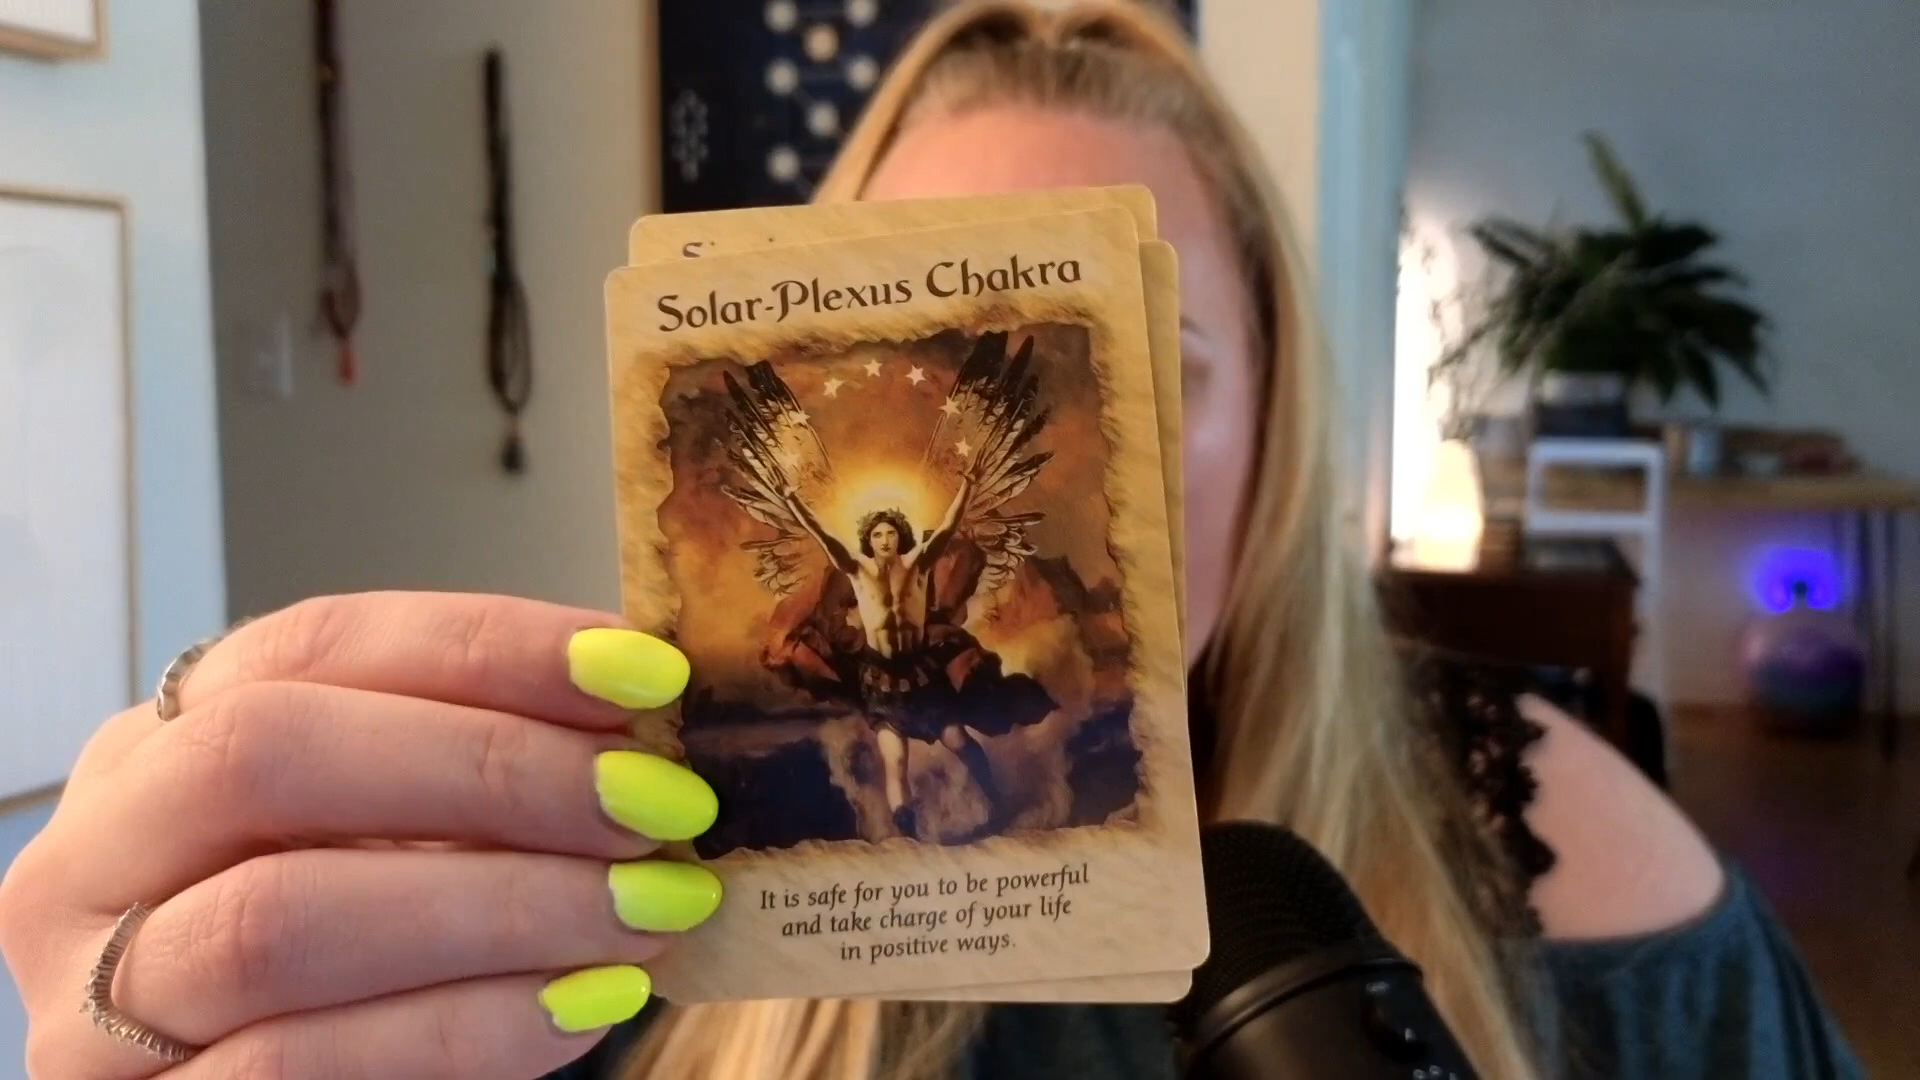 Solar-Plexus Chakra
It is safe for you to be powerful
and take charge of your life
in positive ways.